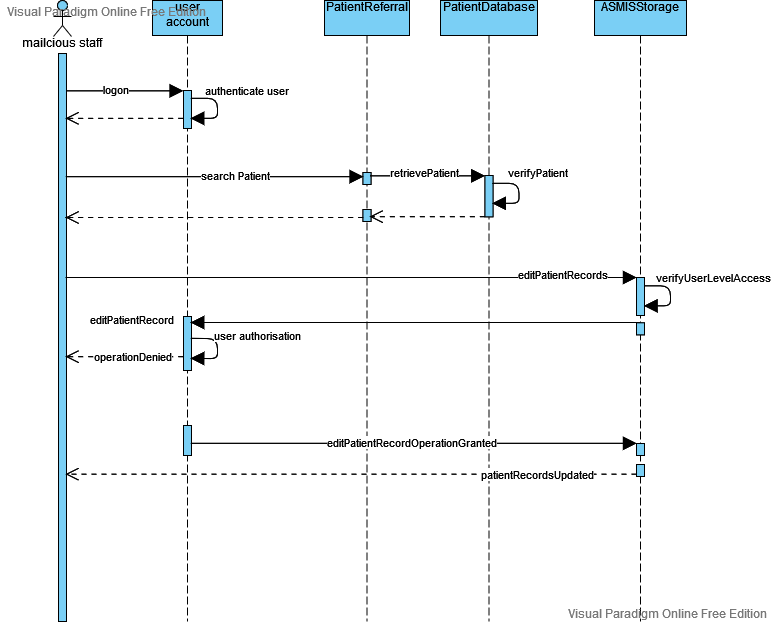 Visual Paradigm Online Free Edition
user
account
PatientReferral
PatientDatabase
ASMISStorage
mailcious staff
logon
authenticate user
search Patient
retrievePatient
verifyPatient
editPatientRecords
verifyUserLevelAccess
editPatientRecord
user authorisation
operationDenied
editPatientRecordOperationGranted
patientRecordsUpdated
Visual Paradigm Online Free Edition